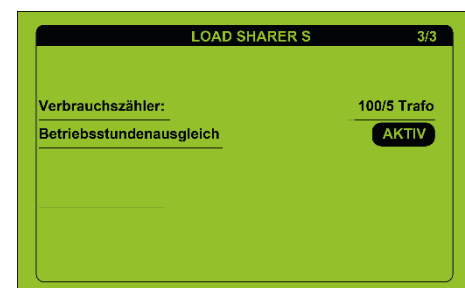 LOAD SHARER S 3/3
Verbrauchszähler: 100/5 Trafo
Betriebsstundenausgleich AKTIV